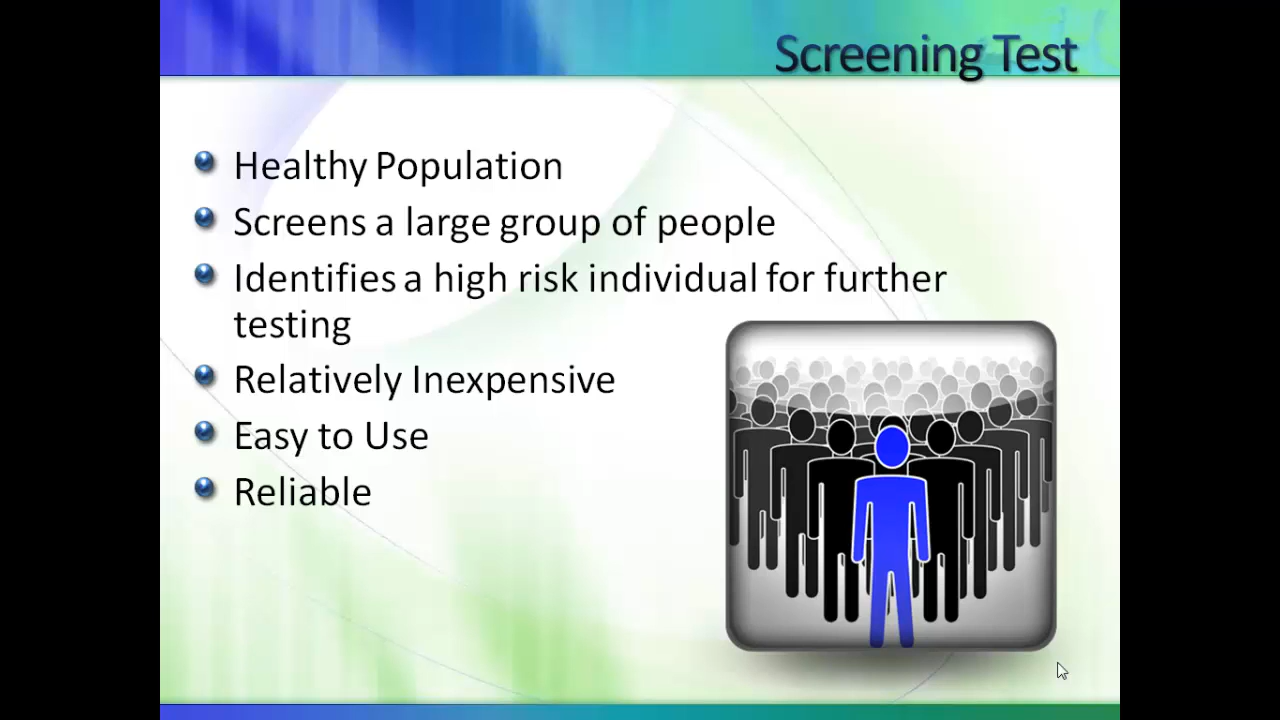 Screening Test
Healthy Population
Screens a large group of people
Identifies a high risk individual for further
testing
Relatively Inexpensive
Easy to Use
Reliable